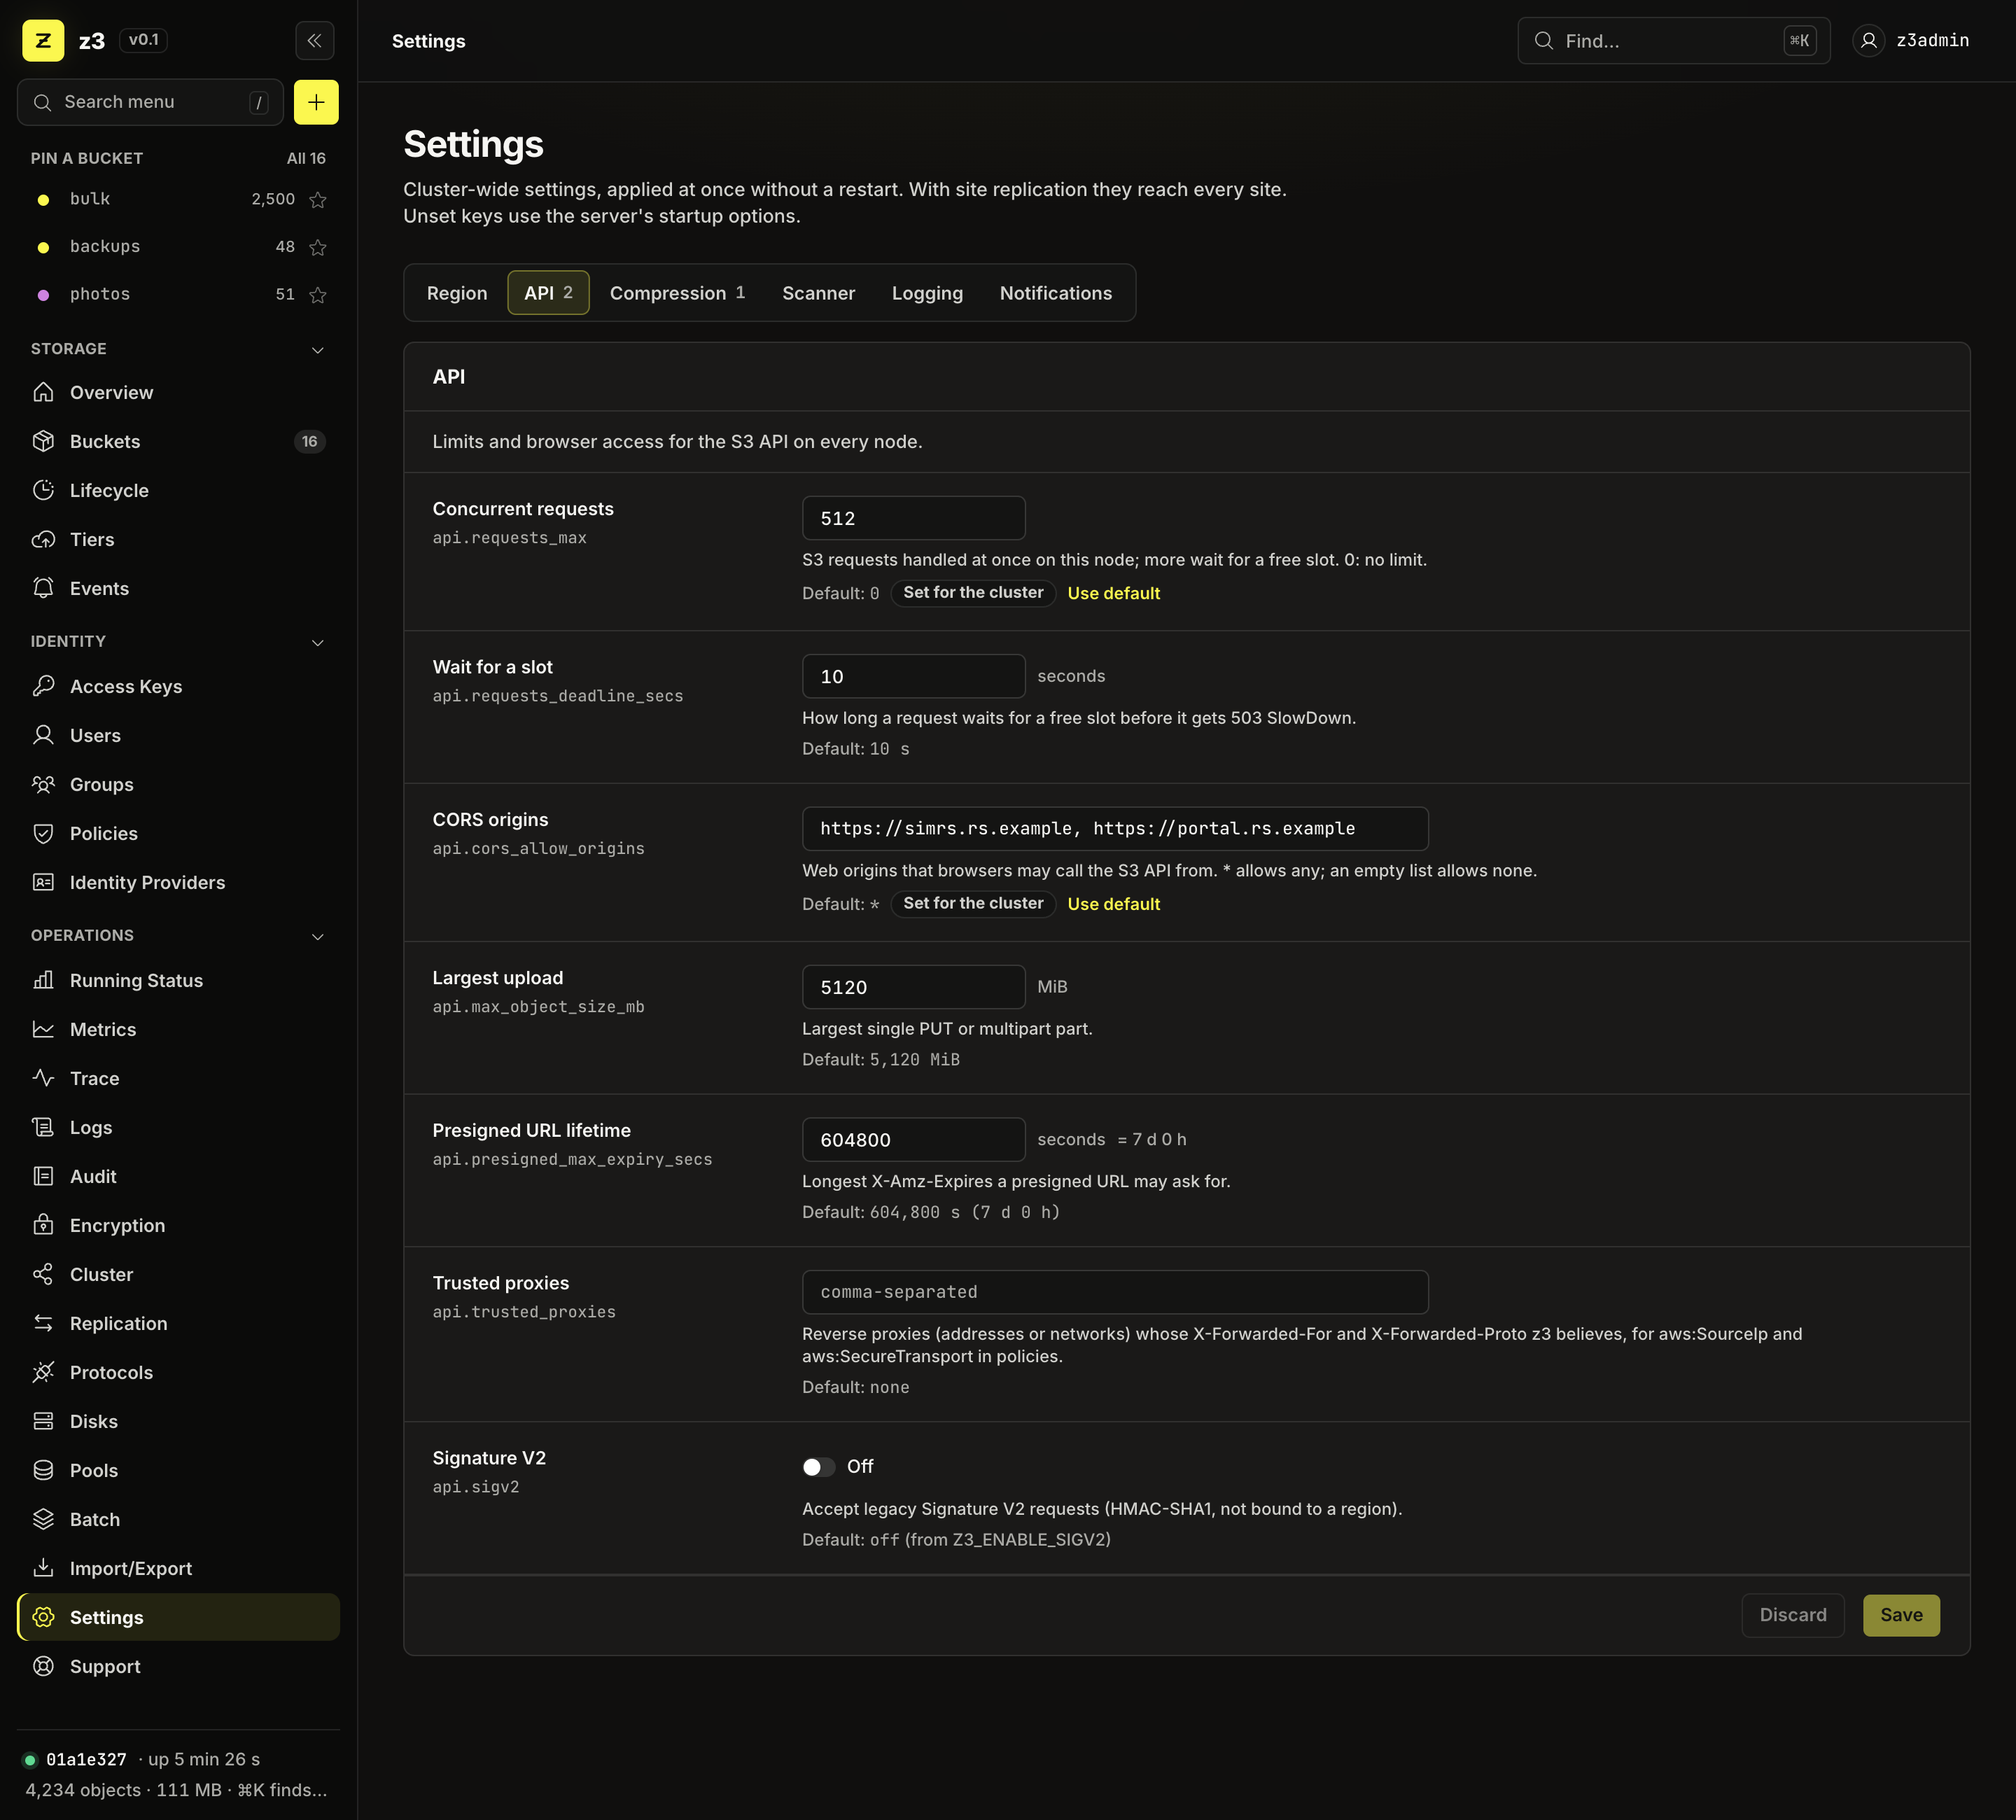 z3 v0.1
Search menu /
PIN A BUCKET All 16
bulk 2,500
backups 48
photos 51
STORAGE
Overview
Buckets 16
Lifecycle
Tiers
Events
IDENTITY
Access Keys
Users
Groups
Policies
Identity Providers
OPERATIONS
Running Status
Metrics
Trace
Logs
Audit
Encryption
Cluster
Replication
Protocols
Disks
Pools
Batch
Import/Export
Settings
Support
01a1e327 · up 5 min 26 s
4,234 objects · 111 MB · ⌘K finds...
Settings
Find... ⌘K
z3admin
Settings
Cluster-wide settings, applied at once without a restart. With site replication they reach every site.
Unset keys use the server's startup options.
Region API 2 Compression 1 Scanner Logging Notifications
API
Limits and browser access for the S3 API on every node.
Concurrent requests
api.requests_max
512
S3 requests handled at once on this node; more wait for a free slot. 0: no limit.
Default: 0 Set for the cluster Use default
Wait for a slot
api.requests_deadline_secs
10 seconds
How long a request waits for a free slot before it gets 503 SlowDown.
Default: 10 s
CORS origins
api.cors_allow_origins
https://simrs.rs.example, https://portal.rs.example
Web origins that browsers may call the S3 API from. * allows any; an empty list allows none.
Default: * Set for the cluster Use default
Largest upload
api.max_object_size_mb
5120 MiB
Largest single PUT or multipart part.
Default: 5,120 MiB
Presigned URL lifetime
api.presigned_max_expiry_secs
604800 seconds = 7 d 0 h
Longest X-Amz-Expires a presigned URL may ask for.
Default: 604,800 s (7 d 0 h)
Trusted proxies
api.trusted_proxies
comma-separated
Reverse proxies (addresses or networks) whose X-Forwarded-For and X-Forwarded-Proto z3 believes, for aws:SourceIp and
aws:SecureTransport in policies.
Default: none
Signature V2
api.sigv2
Off
Accept legacy Signature V2 requests (HMAC-SHA1, not bound to a region).
Default: off (from Z3_ENABLE_SIGV2)
Discard Save